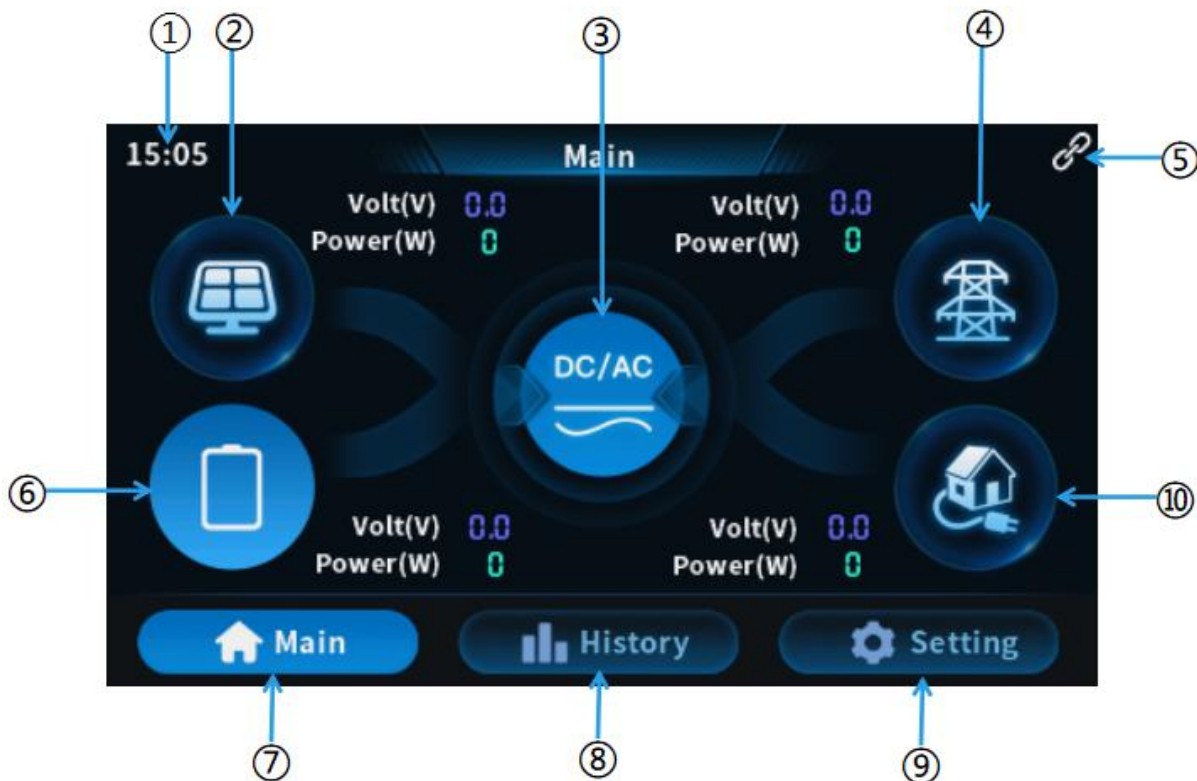 ① ② ③ ④
15:05 Main ⑤
Volt(V) 0.0 Volt(V) 0.0
Power(W) 0 Power(W) 0
DC/AC
⑥ ⑩
Volt(V) 0.0 Volt(V) 0.0
Power(W) 0 Power(W) 0
Main History Setting
⑦ ⑧ ⑨